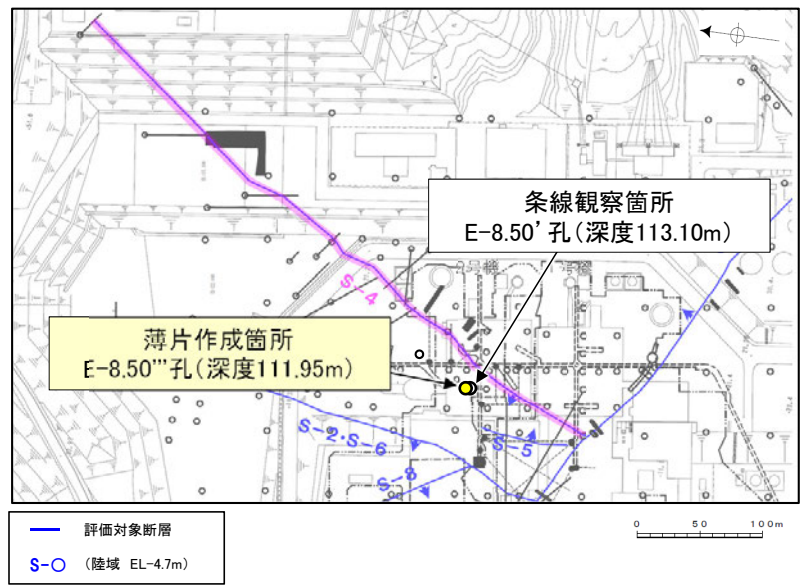 条線観察箇所
E-8.50’孔(深度113.10m)
S-4
薄片作成箇所
E-8.50’’’孔(深度111.95m)
S-2・S-6
S-5
S-8
評価対象断層
S-○ (陸域 EL-4.7m)
0 50 100m